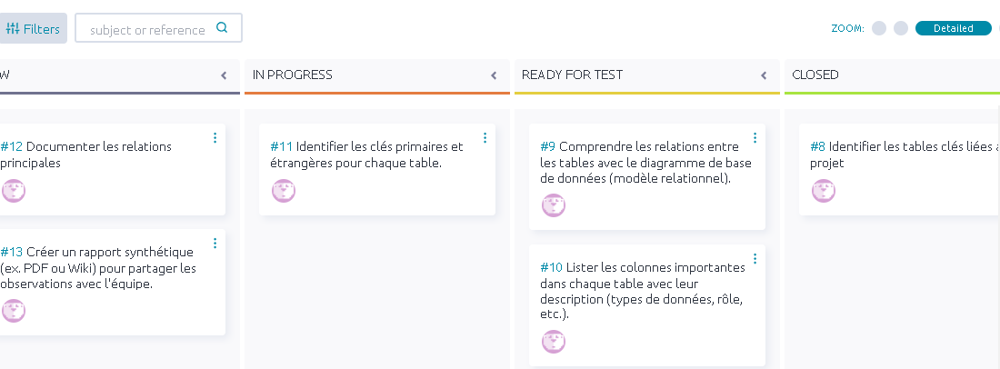 Filters
subject or reference
ZOOM:
Detailed
W
IN PROGRESS
READY FOR TEST
CLOSED
#12 Documenter les relations
principales
#13 Créer un rapport synthétique
(ex. PDF ou Wiki) pour partager les
observations avec l'équipe.
#11 Identifier les clés primaires et
étrangères pour chaque table.
#9 Comprendre les relations entre
les tables avec le diagramme de base
de données (modèle relationnel).
#10 Lister les colonnes importantes
dans chaque table avec leur
description (types de données, rôle,
etc.).
#8 Identifier les tables clés liées
projet